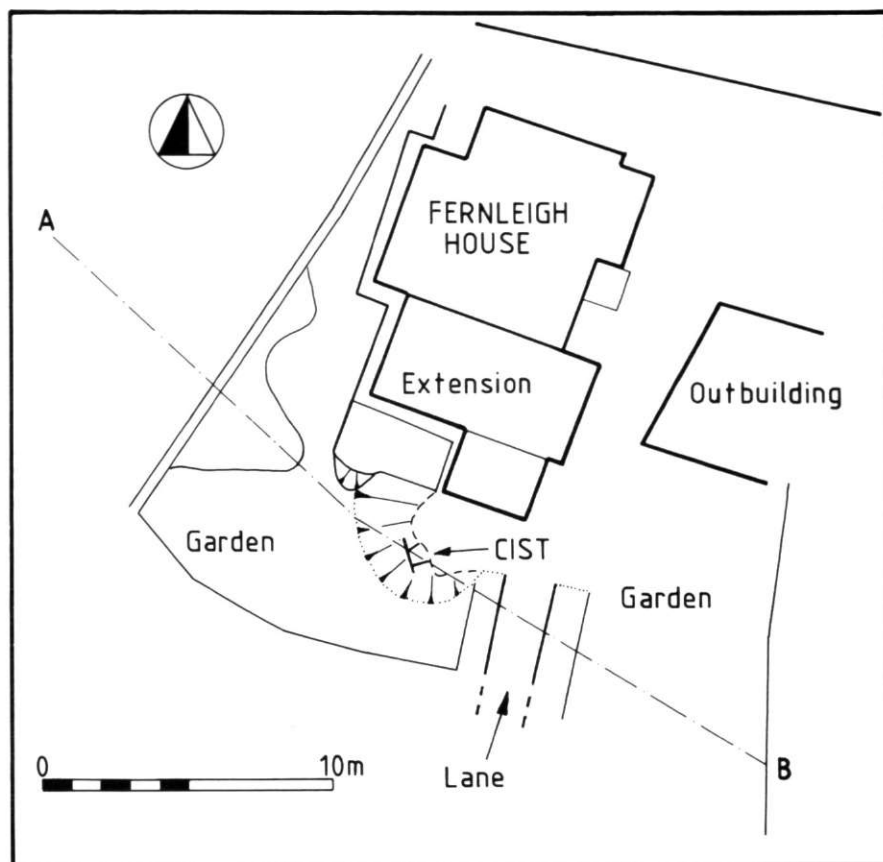 A
FERNLEIGH
HOUSE
Extension
Outbuilding
Garden
CIST
Garden
0 10m
Lane
B